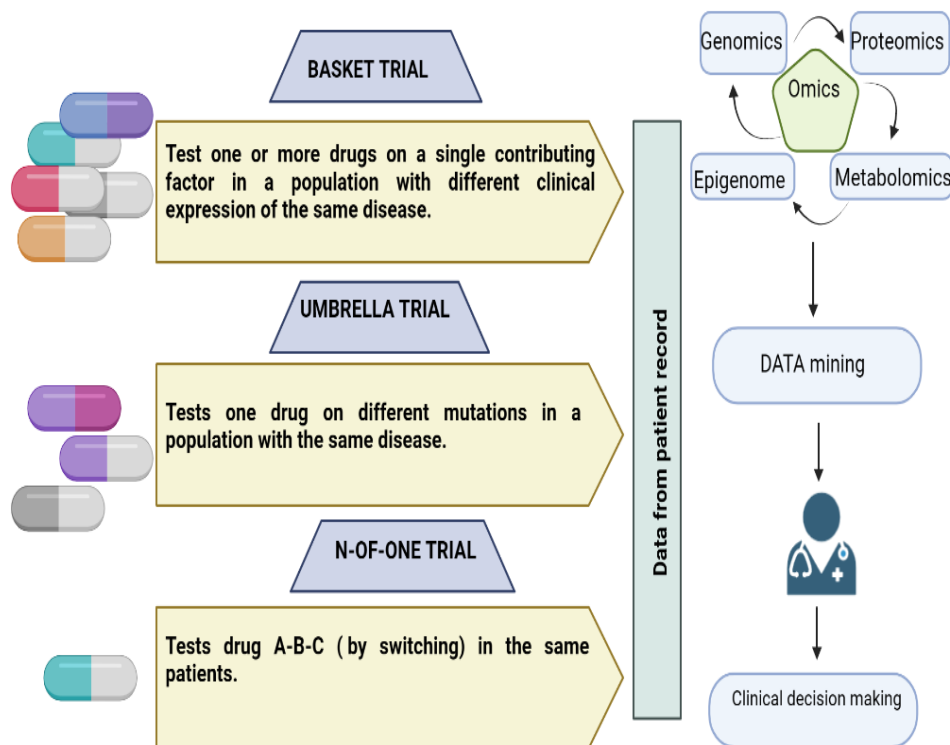 BASKET TRIAL
Test one or more drugs on a single contributing
factor in a population with different clinical
expression of the same disease.
UMBRELLA TRIAL
Tests one drug on different mutations in a
population with the same disease.
N-OF-ONE TRIAL
Tests drug A-B-C ( by switching) in the same
patients.
Data from patient record
Genomics
Proteomics
Omics
Epigenome
Metabolomics
DATA mining
Clinical decision making